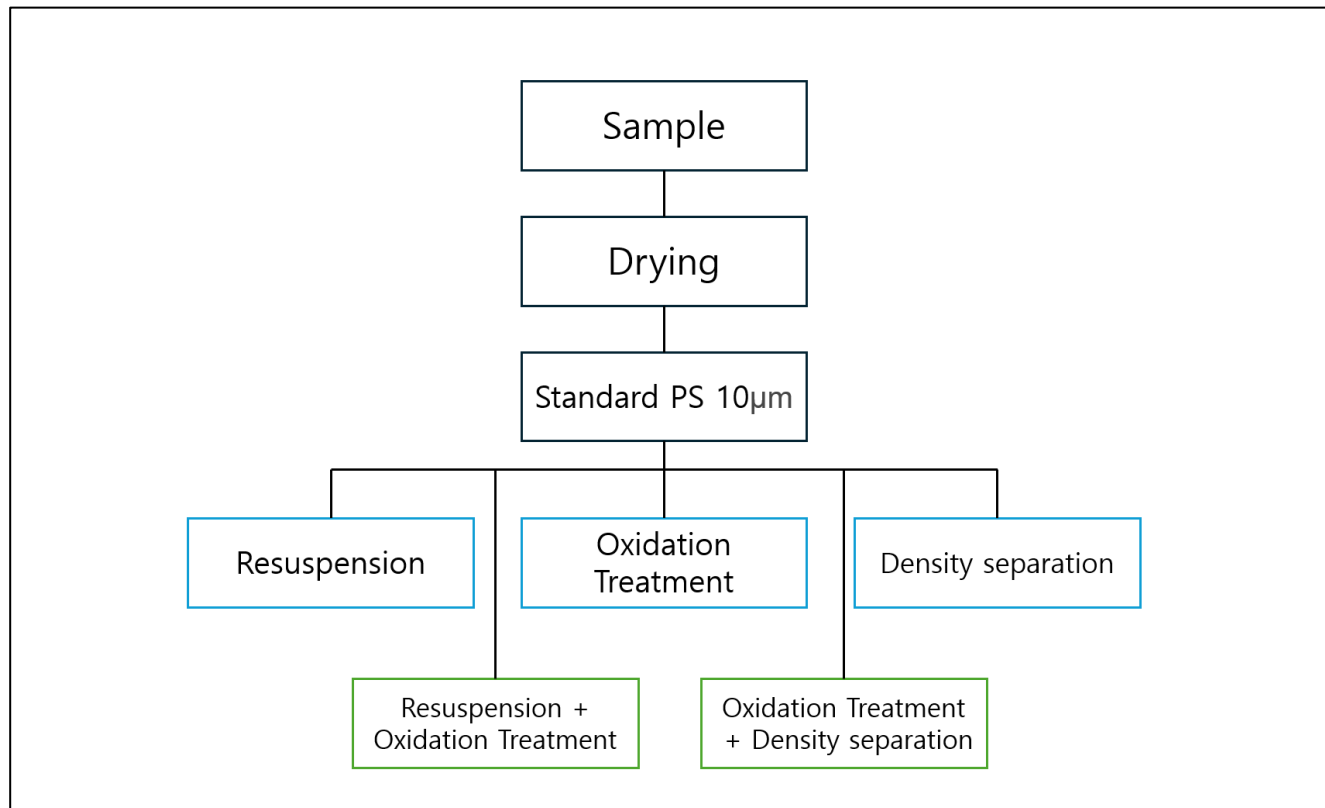 Sample
Drying
Standard PS 10μm
Resuspension
Oxidation
Treatment
Density separation
Resuspension +
Oxidation Treatment
Oxidation Treatment
+ Density separation